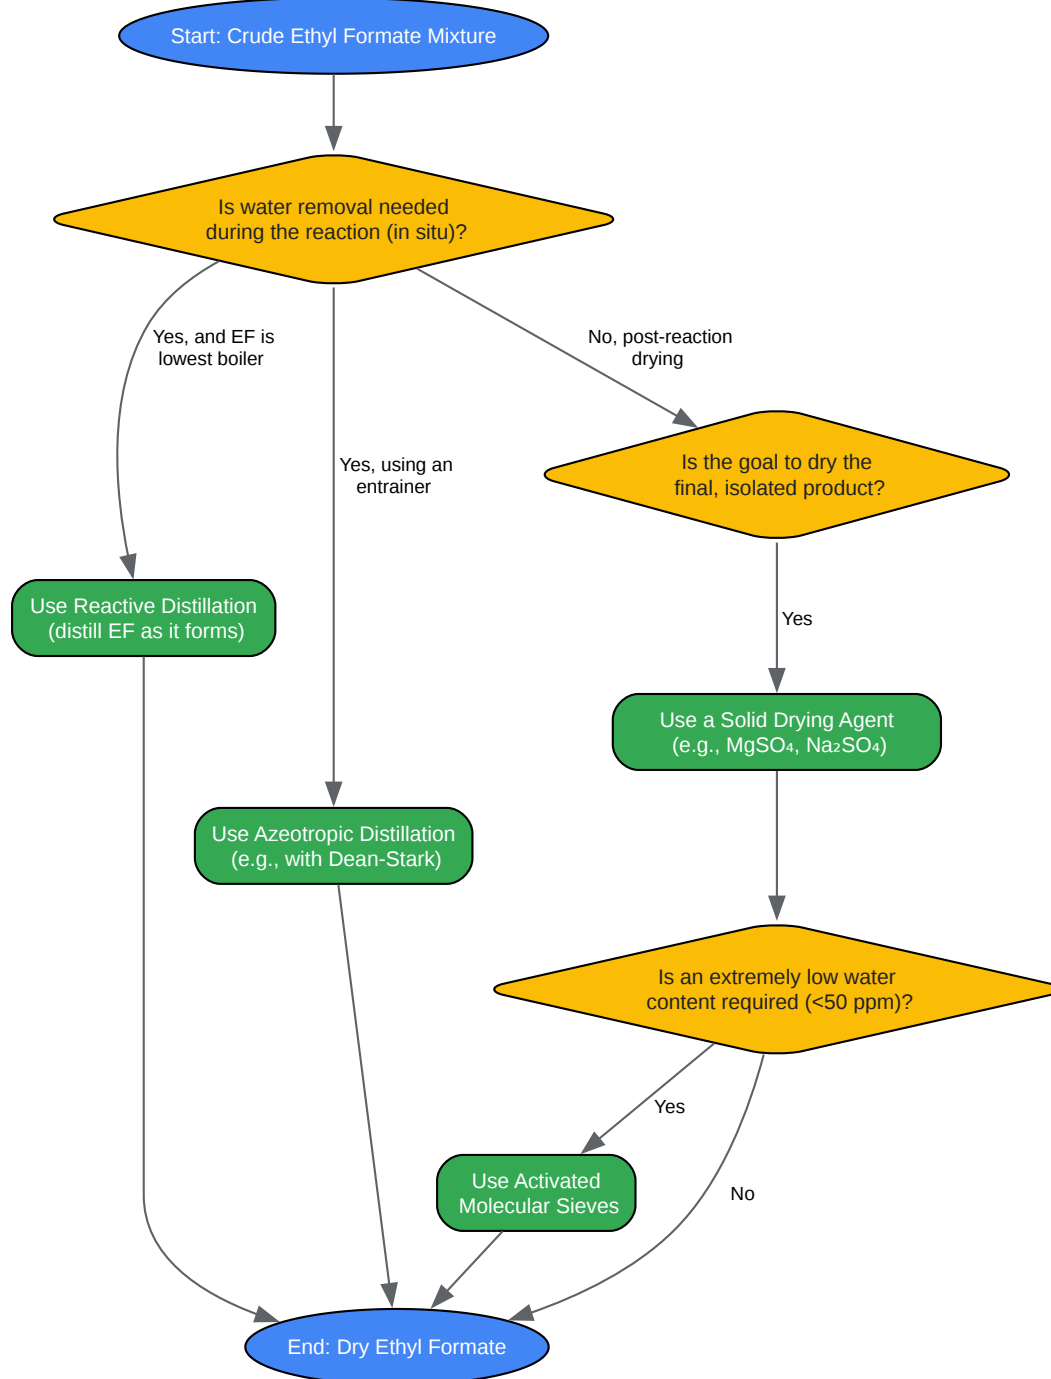 Start: Crude Ethyl Formate Mixture
Is water removal needed
during the reaction (in situ)?
Yes, and EF is
lowest boiler
No, post-reaction
drying
Yes, using an
entrainer
Is the goal to dry the
final, isolated product?
Use Reactive Distillation
(distill EF as it forms)
Yes
Use a Solid Drying Agent
(e.g., MgSO₄, Na₂SO₄)
Use Azeotropic Distillation
(e.g., with Dean-Stark)
Is an extremely low water
content required (<50 ppm)?
Yes
Use Activated
Molecular Sieves
No
End: Dry Ethyl Formate